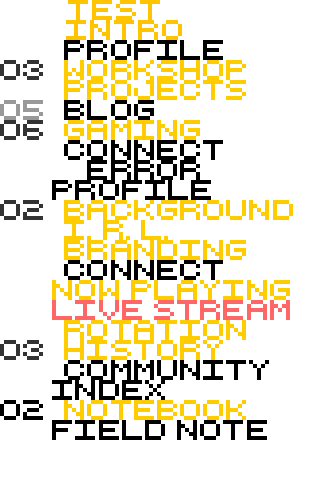 TEST
INTRO
PROFILE
03 WORKSHOP
PROJECTS
05 BLOG
06 GAMING
CONNECT
ERROR
PROFILE
02 BACKGROUND
I.R.L.
BRANDING
CONNECT
NOW PLAYING
LIVE STREAM
ROTATION
03 HISTORY
COMMUNITY
INDEX
02 NOTEBOOK
FIELD NOTE